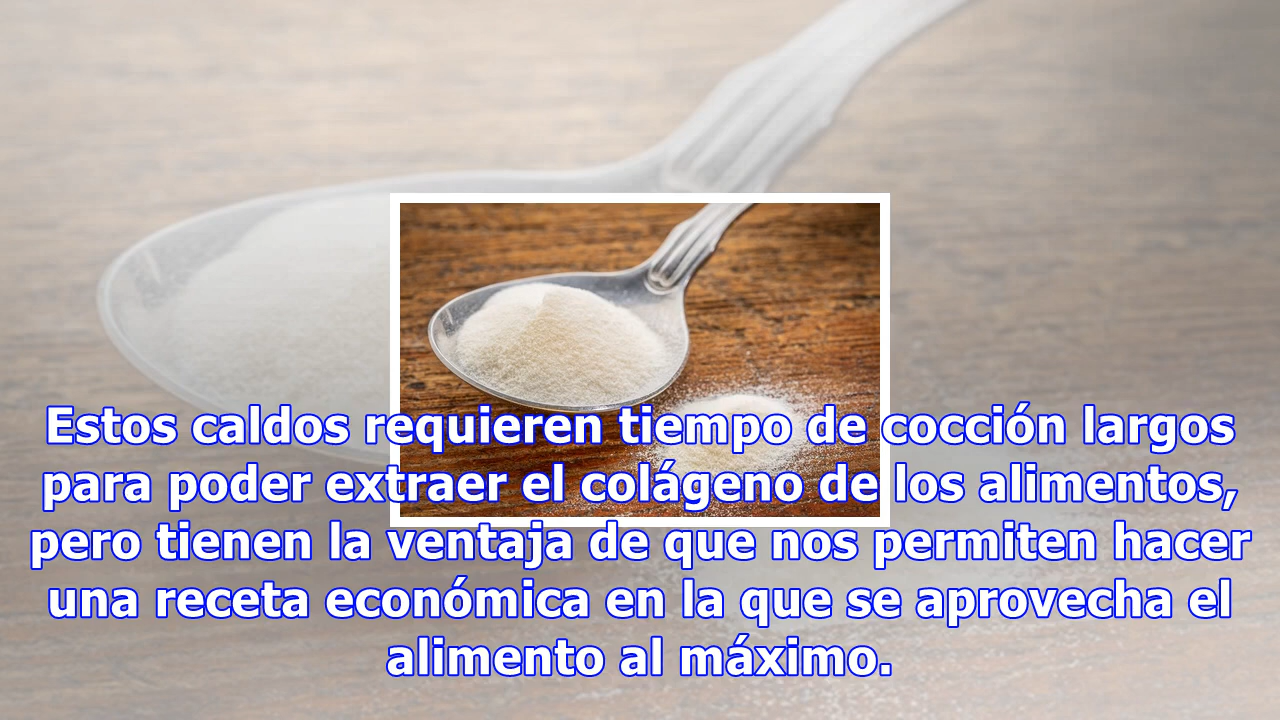 Estos caldos requieren tiempo de cocción largos
para poder extraer el colágeno de los alimentos,
pero tienen la ventaja de que nos permiten hacer
una receta económica en la que se aprovecha el
alimento al máximo.